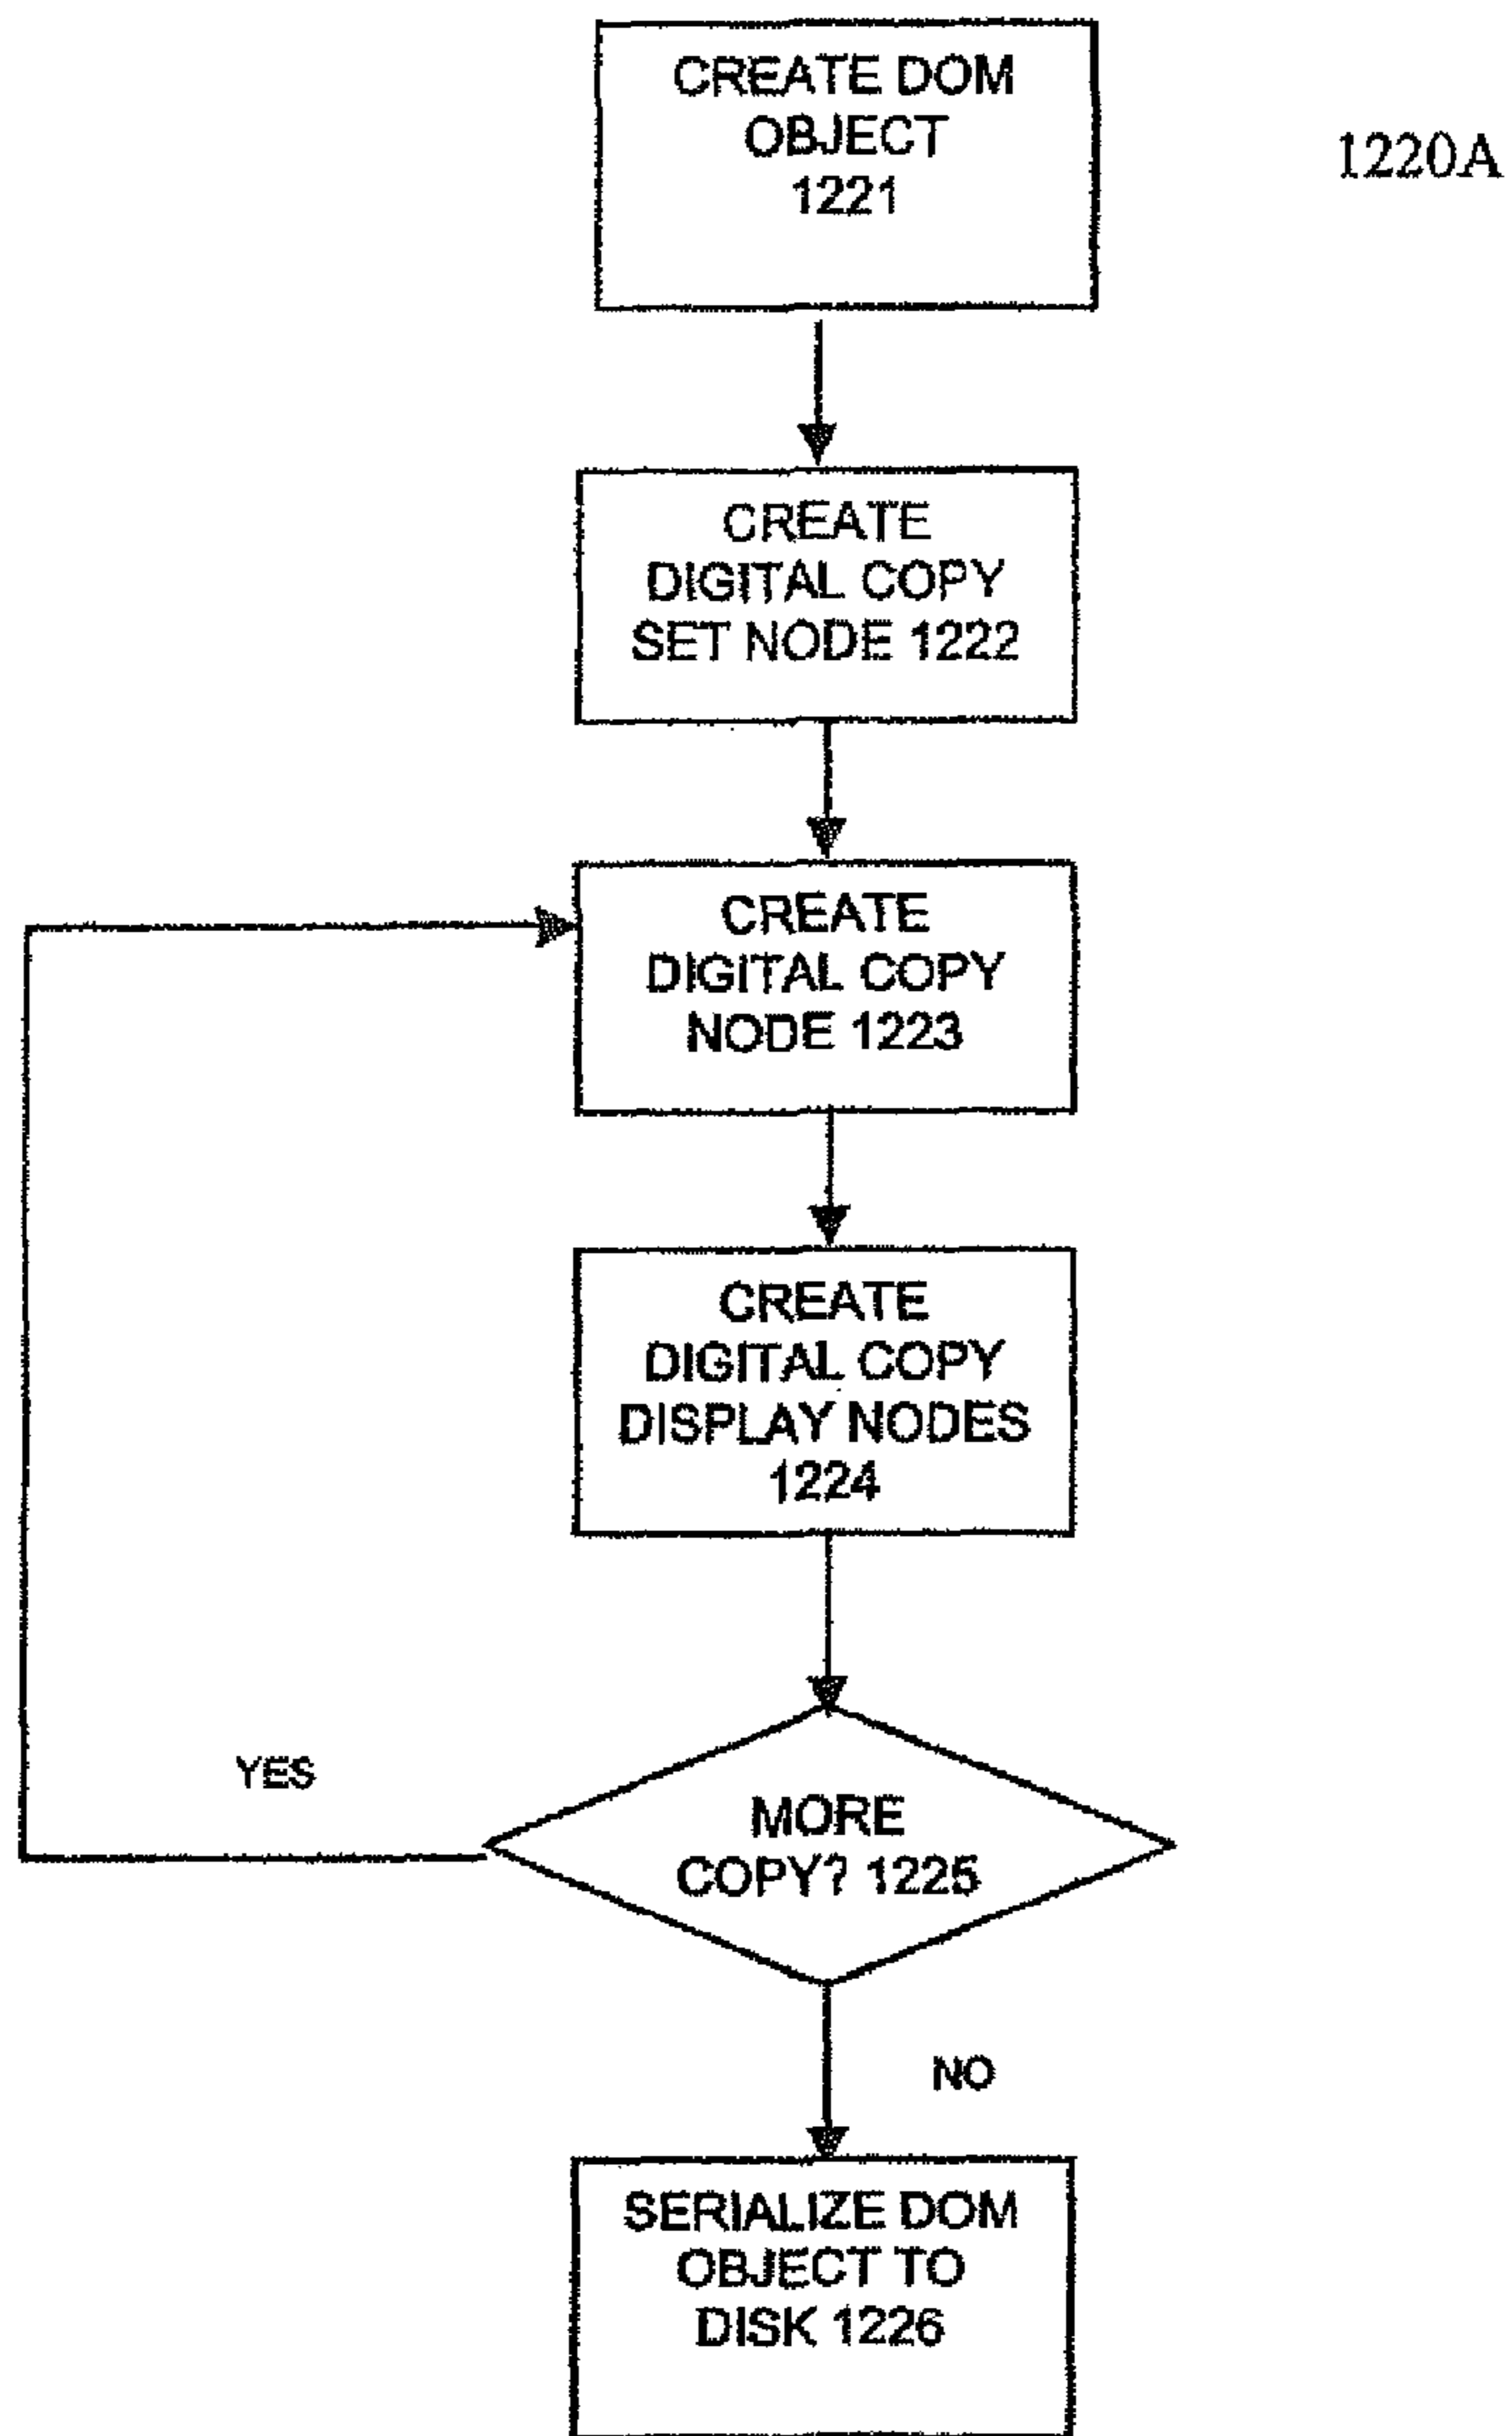 CREATE DOM
OBJECT
1221
1220A
CREATE
DIGITAL COPY
SET NODE 1222
CREATE
DIGITAL COPY
NODE 1223
CREATE
DIGITAL COPY
DISPLAY NODES
1224
YES
MORE
COPY? 1225
NO
SERIALIZE DOM
OBJECT TO
DISK 1226